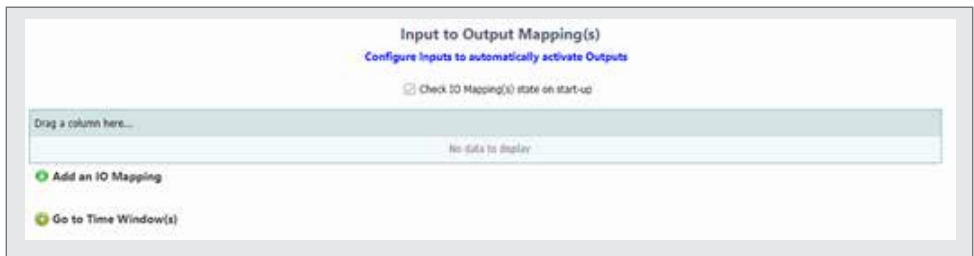 Input to Output Mapping(s)
Configure Inputs to automatically activate Outputs
Check IO Mapping(s) state on start-up
Drag a column here...
No data to display
Add an IO Mapping
Go to Time Window(s)